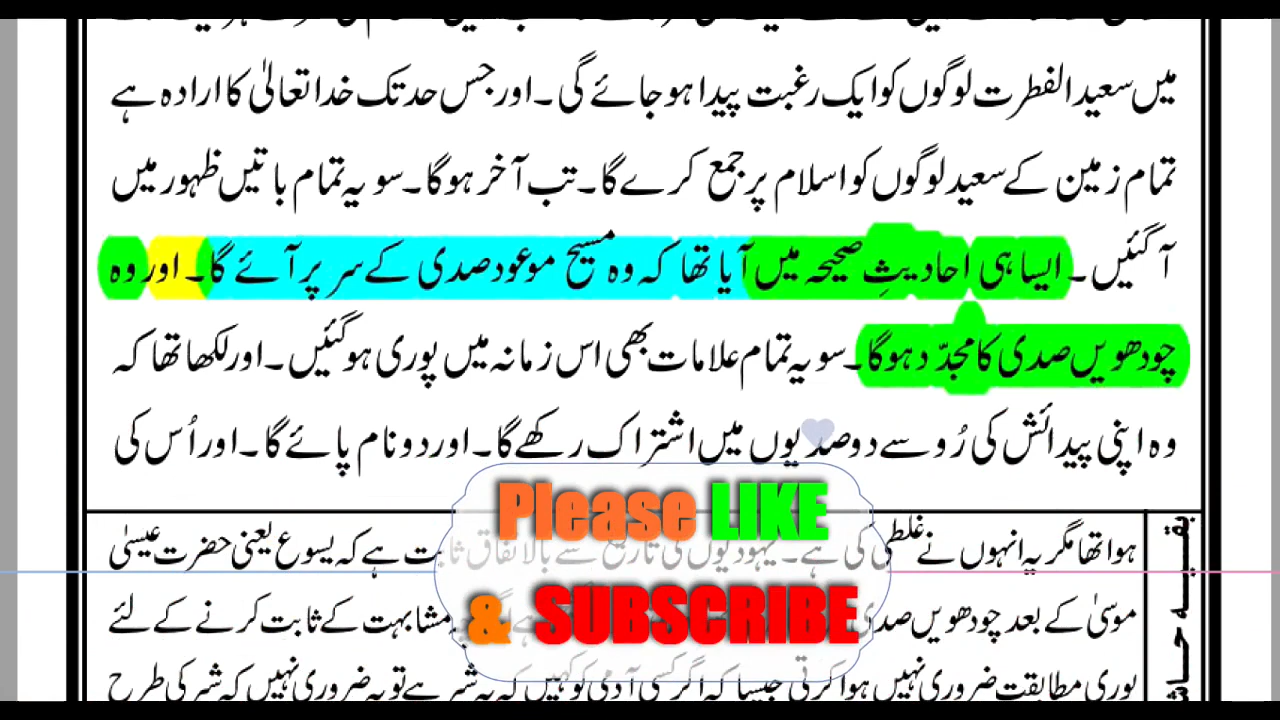 میں سعید الفطرت لوگوں کو ایک رغبت پیدا ہو جائے گی۔ اور جس حد تک خدا تعالیٰ کا ارادہ ہے
تمام زمین کے سعید لوگوں کو اسلام پر جمع کرے گا۔ تب آخر ہوگا۔ سو یہ تمام باتیں ظہور میں
آگئیں۔ ایسا ہی احادیثِ صحیحہ میں آیا تھا کہ وہ مسیح موعود صدی کے سر پر آئے گا۔ اور وہ
چودھویں صدی کا مجدّد ہوگا۔ سو یہ تمام علامات بھی اس زمانہ میں پوری ہوگئیں۔ اور لکھا تھا کہ
وہ اپنی پیدائش کی رُو سے دو صدیوں میں اشتراک رکھے گا۔ اور دو نام پائے گا۔ اور اُس کی
Please LIKE
& SUBSCRIBE
ہوا تھا مگر یہ انہوں نے غلطی کی ہے۔ یہودیوں کی تاریخ سے بالاتفاق ثابت ہے کہ یسوع یعنی حضرت عیسیٰ
موسیٰ کے بعد چودھویں صدی مشابہت کے ثابت کرنے کے لئے
پوری مطابقت ضروری نہیں ہوا کرتی جیسا کہ اگر کسی آدمی کو کہیں کہ یہ شیر ہے تو یہ ضروری نہیں کہ شیر کی طرح
بقیہ